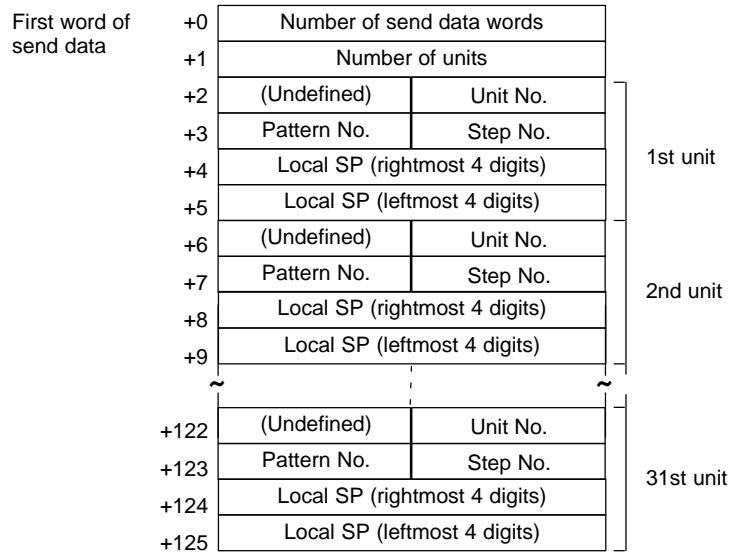 First word of
send data
+0 Number of send data words
+1 Number of units
+2 (Undefined) Unit No.
+3 Pattern No. Step No.
+4 Local SP (rightmost 4 digits)
+5 Local SP (leftmost 4 digits)
1st unit
+6 (Undefined) Unit No.
+7 Pattern No. Step No.
+8 Local SP (rightmost 4 digits)
+9 Local SP (leftmost 4 digits)
2nd unit
~ ~
+122 (Undefined) Unit No.
+123 Pattern No. Step No.
+124 Local SP (rightmost 4 digits)
+125 Local SP (leftmost 4 digits)
31st unit